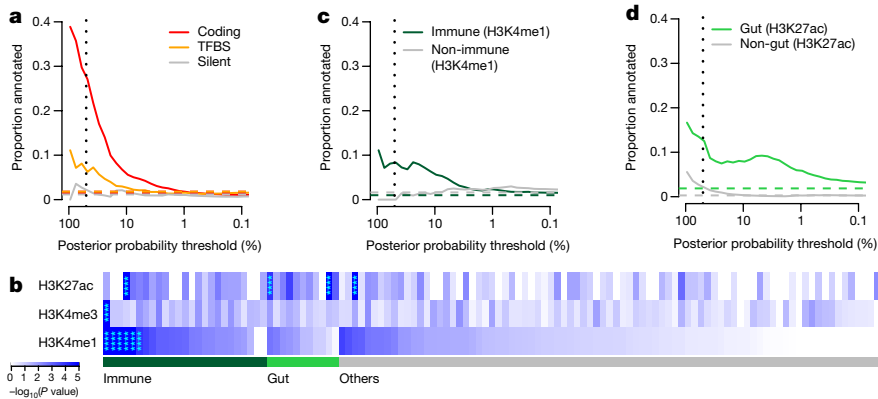 a
0.4
0.3
0.2
0.1
0
Proportion annotated
Coding
TFBS
Silent
100
10
1
0.1
Posterior probability threshold (%)
c
0.4
0.3
0.2
0.1
0
Proportion annotated
Immune (H3K4me1)
Non-immune
(H3K4me1)
100
10
1
0.1
Posterior probability threshold (%)
d
0.4
0.3
0.2
0.1
0
Proportion annotated
Gut (H3K27ac)
Non-gut (H3K27ac)
100
10
1
0.1
Posterior probability threshold (%)
b
H3K27ac
H3K4me3
H3K4me1
0 1 2 3 4 5
–log10(P value)
Immune
Gut
Others